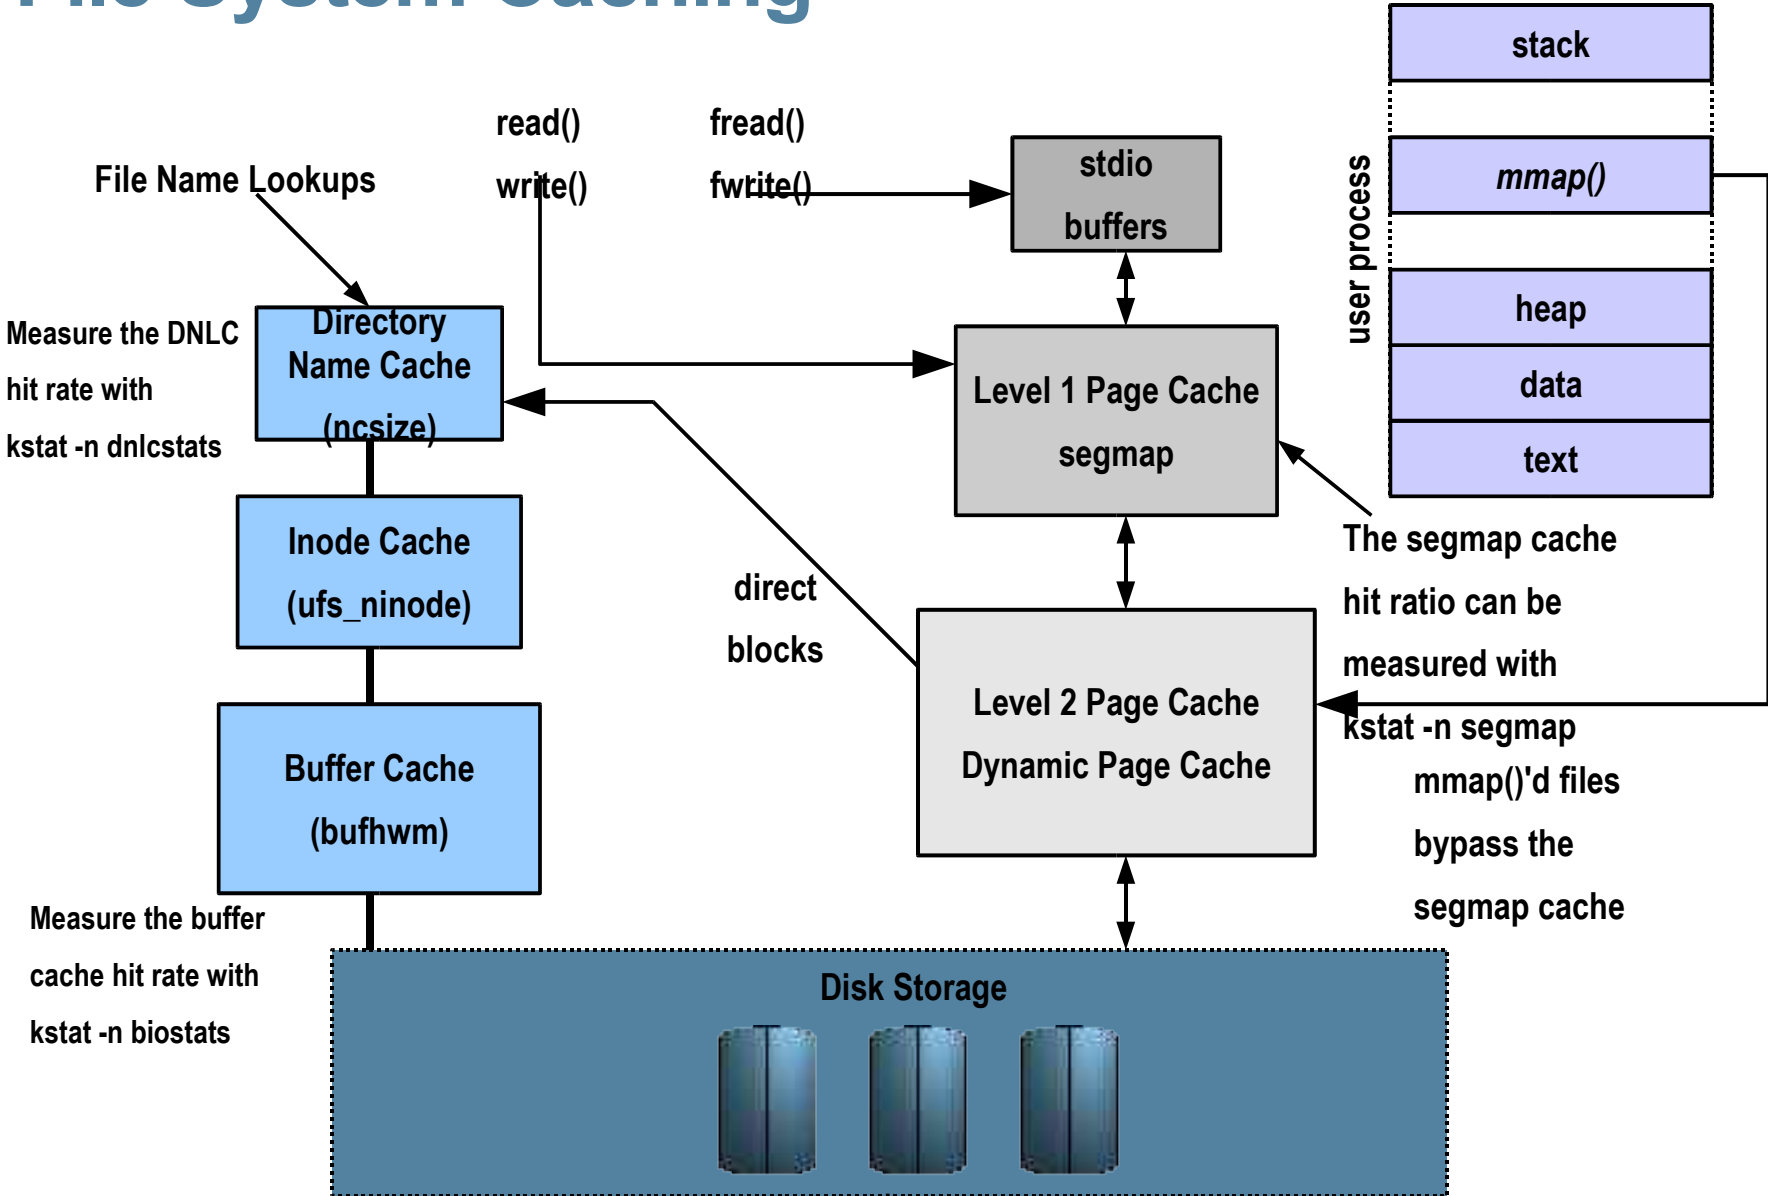 File System Caching
stack
read()
write()
fread()
fwrite()
stdio
buffers
File Name Lookups
mmap()
user process
heap
data
text
Measure the DNLC
hit rate with
kstat -n dnlcstats
Directory
Name Cache
(ncsize)
Level 1 Page Cache
segmap
Inode Cache
(ufs_ninode)
direct
blocks
The segmap cache
hit ratio can be
measured with
kstat -n segmap
Level 2 Page Cache
Dynamic Page Cache
Buffer Cache
(bufhwm)
mmap()'d files
bypass the
segmap cache
Measure the buffer
cache hit rate with
kstat -n biostats
Disk Storage